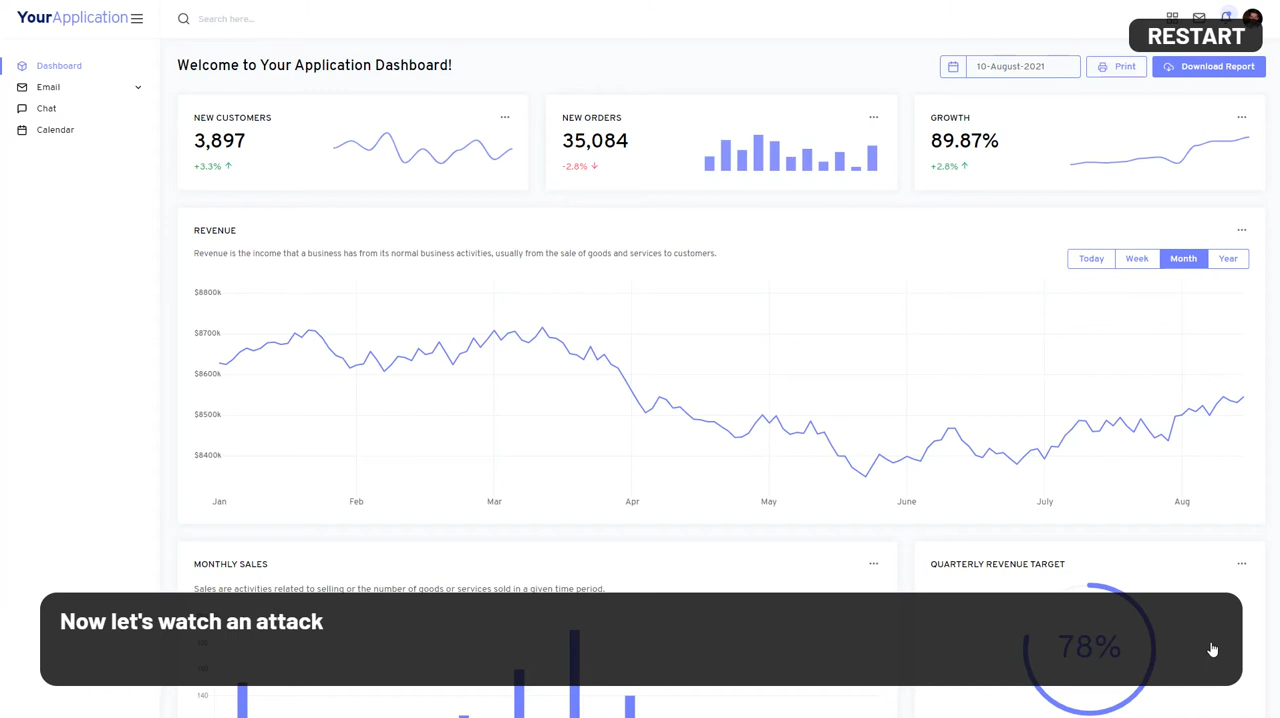 YourApplication
Search here...
RESTART
Dashboard
Email
Chat
Calendar
Welcome to Your Application Dashboard!
10-August-2021
Print
Download Report
NEW CUSTOMERS
3,897
+3.3%
NEW ORDERS
35,084
-2.8%
GROWTH
89.87%
+2.8%
REVENUE
Revenue is the income that a business has from its normal business activities, usually from the sale of goods and services to customers.
Today Week Month Year
$8800k
$8700k
$8600k
$8500k
$8400k
Jan Feb Mar Apr May June July Aug
MONTHLY SALES
Sales are activities related to selling or the number of goods or services sold in a given time period.
QUARTERLY REVENUE TARGET
78%
Now let's watch an attack
140